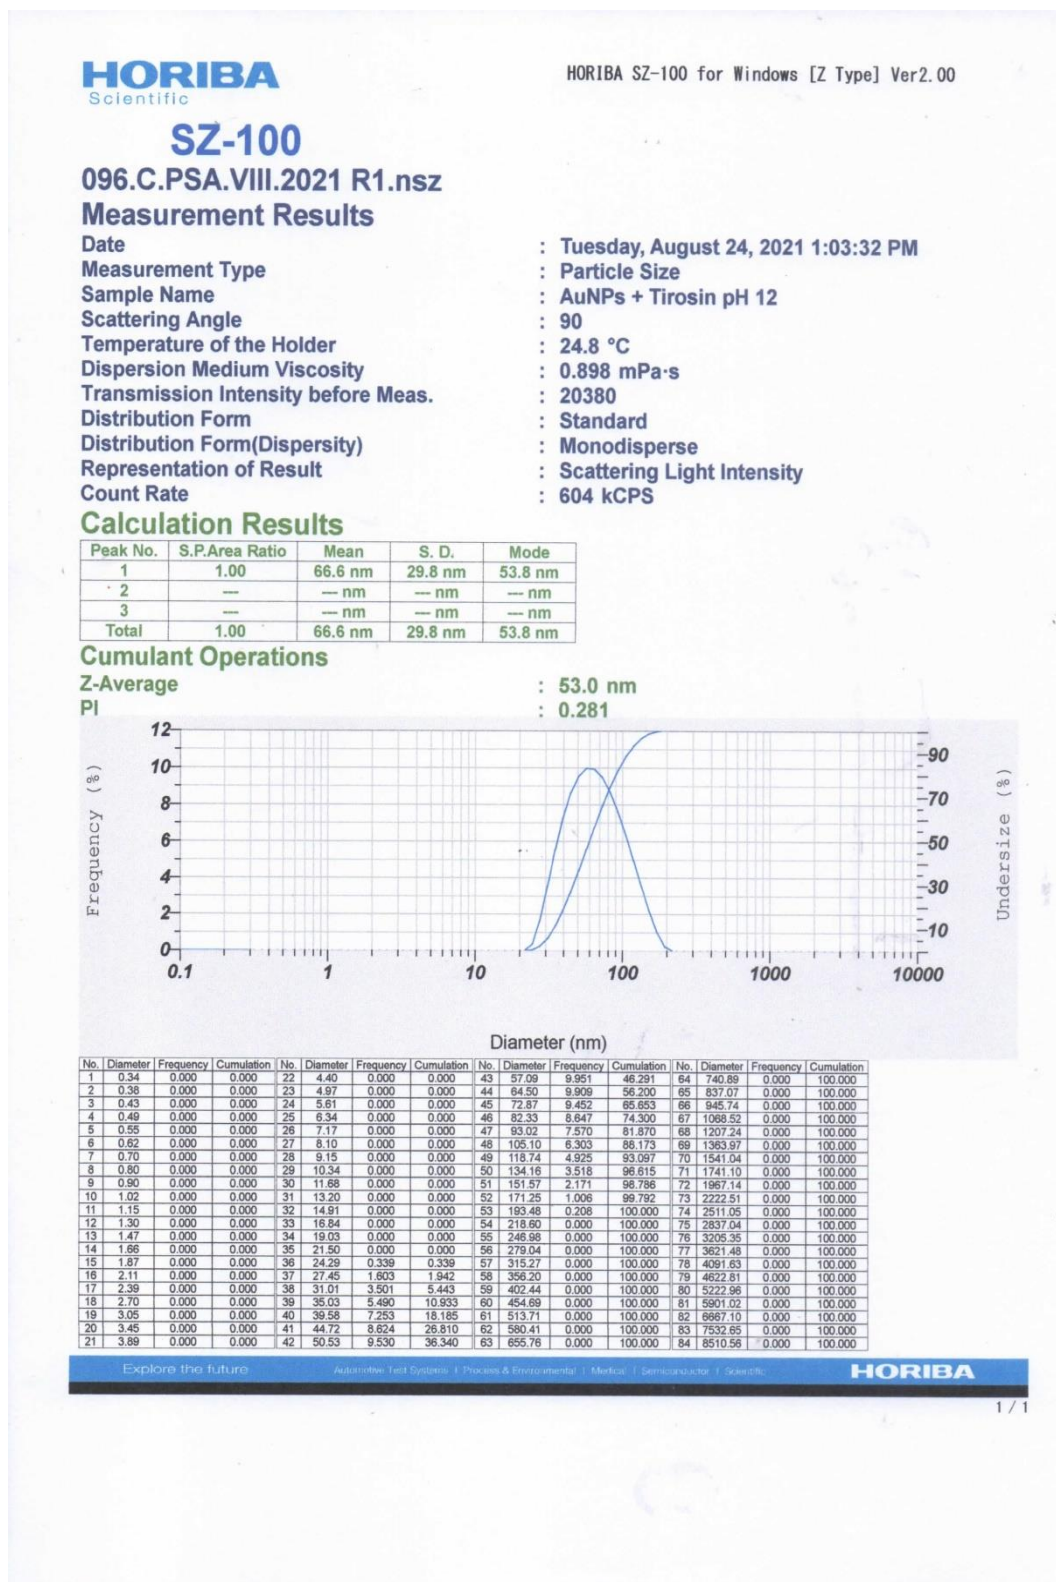 HORIBA
Scientific
HORIBA SZ-100 for Windows [Z Type] Ver2.00
SZ-100
096.C.PSA.VIII.2021 R1.nsz
Measurement Results
Date : Tuesday, August 24, 2021 1:03:32 PM
Measurement Type : Particle Size
Sample Name : AuNPs + Tirosin pH 12
Scattering Angle : 90
Temperature of the Holder : 24.8 °C
Dispersion Medium Viscosity : 0.898 mPa·s
Transmission Intensity before Meas. : 20380
Distribution Form : Standard
Distribution Form(Dispersity) : Monodisperse
Representation of Result : Scattering Light Intensity
Count Rate : 604 kCPS
Calculation Results
Peak No. S.P.Area Ratio Mean S. D. Mode
1 1.00 66.6 nm 29.8 nm 53.8 nm
2 --- --- nm --- nm --- nm
3 --- --- nm --- nm --- nm
Total 1.00 66.6 nm 29.8 nm 53.8 nm
Cumulant Operations
Z-Average : 53.0 nm
PI : 0.281
Frequency (%)
12
10
8
6
4
2
0
90
70
50
30
10
Undersize (%)
0.1 1 10 100 1000 10000
Diameter (nm)
No. Diameter Frequency Cumulation No. Diameter Frequency Cumulation No. Diameter Frequency Cumulation No. Diameter Frequency Cumulation
1 0.34 0.000 0.000 22 4.40 0.000 0.000 43 57.09 9.951 46.291 64 740.89 0.000 100.000
2 0.38 0.000 0.000 23 4.97 0.000 0.000 44 64.50 9.909 56.200 65 837.07 0.000 100.000
3 0.43 0.000 0.000 24 5.61 0.000 0.000 45 72.87 9.452 65.653 66 945.74 0.000 100.000
4 0.49 0.000 0.000 25 6.34 0.000 0.000 46 82.33 8.647 74.300 67 1068.52 0.000 100.000
5 0.55 0.000 0.000 26 7.17 0.000 0.000 47 93.02 7.570 81.870 68 1207.24 0.000 100.000
6 0.62 0.000 0.000 27 8.10 0.000 0.000 48 105.10 6.303 88.173 69 1363.97 0.000 100.000
7 0.70 0.000 0.000 28 9.15 0.000 0.000 49 118.74 4.925 93.097 70 1541.04 0.000 100.000
8 0.80 0.000 0.000 29 10.34 0.000 0.000 50 134.16 3.518 96.615 71 1741.10 0.000 100.000
9 0.90 0.000 0.000 30 11.68 0.000 0.000 51 151.57 2.171 98.786 72 1967.14 0.000 100.000
10 1.02 0.000 0.000 31 13.20 0.000 0.000 52 171.25 1.006 99.792 73 2222.51 0.000 100.000
11 1.15 0.000 0.000 32 14.91 0.000 0.000 53 193.48 0.208 100.000 74 2511.05 0.000 100.000
12 1.30 0.000 0.000 33 16.84 0.000 0.000 54 218.60 0.000 100.000 75 2837.04 0.000 100.000
13 1.47 0.000 0.000 34 19.03 0.000 0.000 55 246.98 0.000 100.000 76 3205.35 0.000 100.000
14 1.66 0.000 0.000 35 21.50 0.000 0.000 56 279.04 0.000 100.000 77 3621.48 0.000 100.000
15 1.87 0.000 0.000 36 24.29 0.339 0.339 57 315.27 0.000 100.000 78 4091.63 0.000 100.000
16 2.11 0.000 0.000 37 27.45 1.603 1.942 58 356.20 0.000 100.000 79 4622.81 0.000 100.000
17 2.39 0.000 0.000 38 31.01 3.501 5.443 59 402.44 0.000 100.000 80 5222.96 0.000 100.000
18 2.70 0.000 0.000 39 35.03 5.490 10.933 60 454.69 0.000 100.000 81 5901.02 0.000 100.000
19 3.05 0.000 0.000 40 39.58 7.253 18.185 61 513.71 0.000 100.000 82 6667.10 0.000 100.000
20 3.45 0.000 0.000 41 44.72 8.624 26.810 62 580.41 0.000 100.000 83 7532.65 0.000 100.000
21 3.89 0.000 0.000 42 50.53 9.530 36.340 63 655.76 0.000 100.000 84 8510.56 0.000 100.000
Explore the future Automotive Test Systems | Process & Environmental | Medical | Semiconductor | Scientific HORIBA
1 / 1